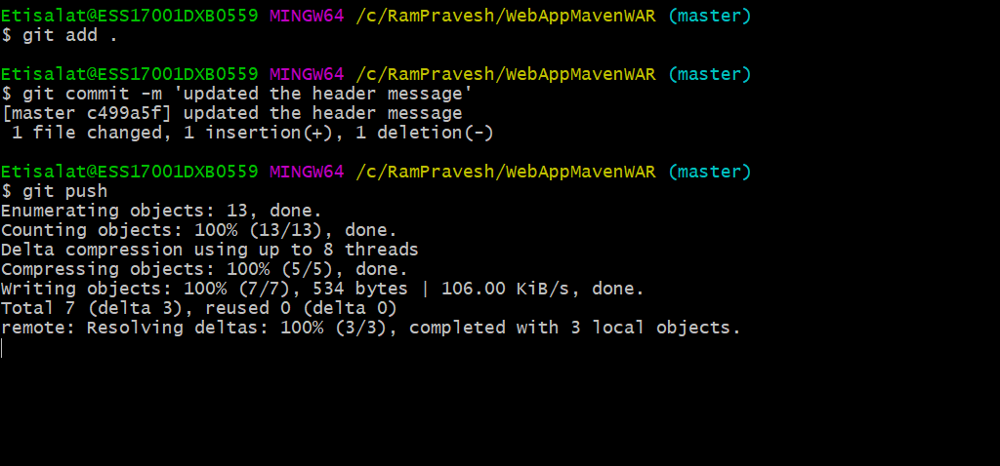 Etisalat@ESS17001DXB0559 MINGW64 /c/RamPravesh/WebAppMavenWAR (master)
$ git add .
Etisalat@ESS17001DXB0559 MINGW64 /c/RamPravesh/WebAppMavenWAR (master)
$ git commit -m 'updated the header message'
[master c499a5f] updated the header message
 1 file changed, 1 insertion(+), 1 deletion(-)
Etisalat@ESS17001DXB0559 MINGW64 /c/RamPravesh/WebAppMavenWAR (master)
$ git push
Enumerating objects: 13, done.
Counting objects: 100% (13/13), done.
Delta compression using up to 8 threads
Compressing objects: 100% (5/5), done.
Writing objects: 100% (7/7), 534 bytes | 106.00 KiB/s, done.
Total 7 (delta 3), reused 0 (delta 0)
remote: Resolving deltas: 100% (3/3), completed with 3 local objects.